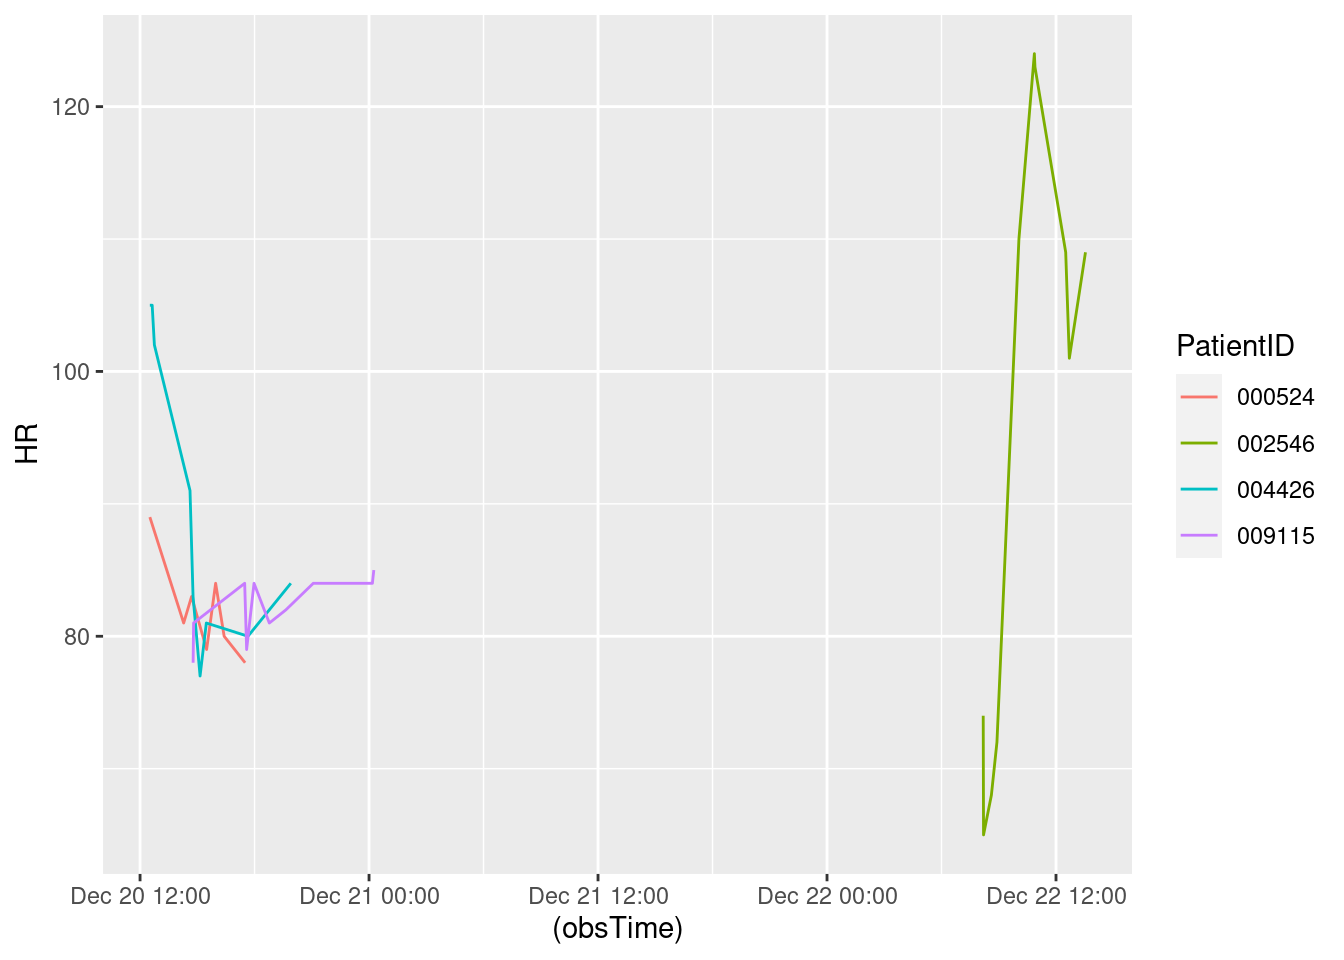 120
100
80
HR
Dec 20 12:00
Dec 21 00:00
Dec 21 12:00
Dec 22 00:00
Dec 22 12:00
(obsTime)
PatientID
000524
002546
004426
009115